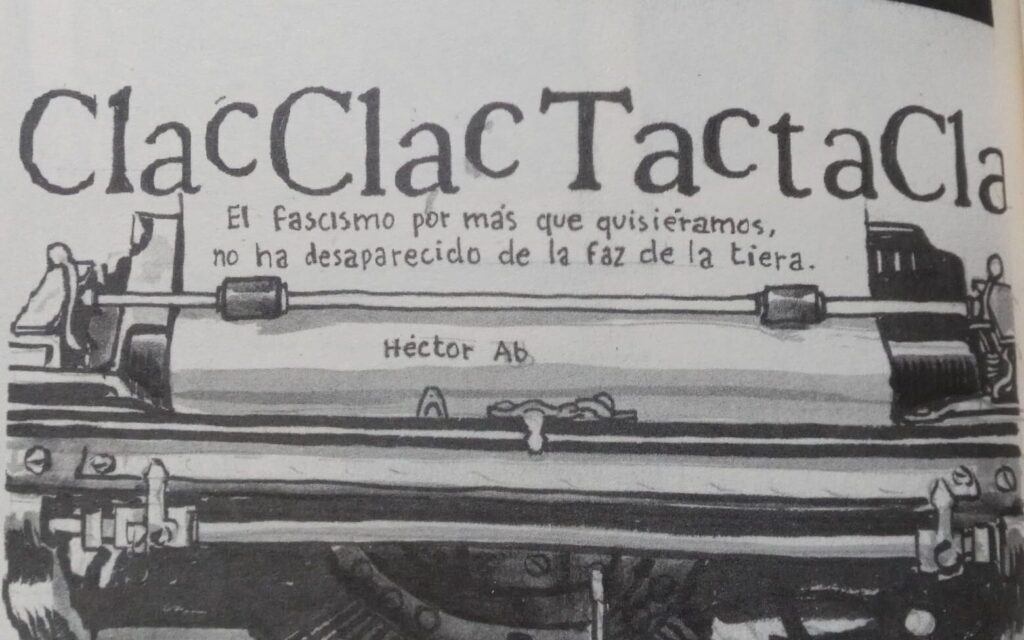 ClacClacTactaCla
El fascismo por más que quisiéramos,
no ha desaparecido de la faz de la tiera.
Héctor Ab